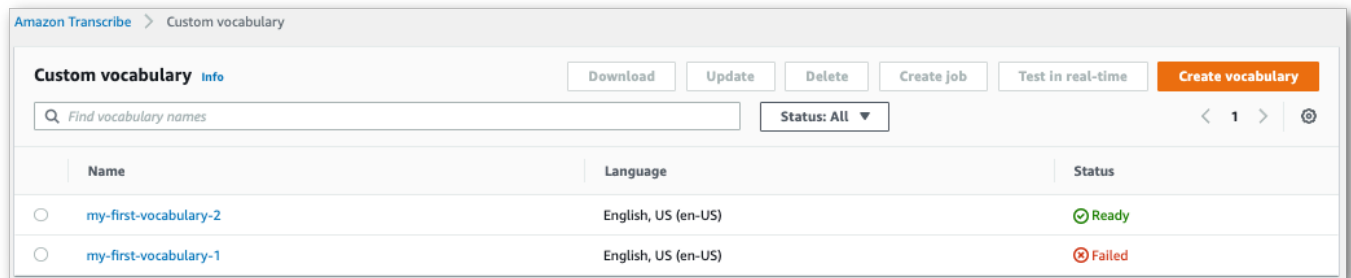 Amazon Transcribe > Custom vocabulary
Custom vocabulary Info Download Update Delete Create job Test in real-time Create vocabulary
Find vocabulary names Status: All ▼ < 1 >
Name Language Status
my-first-vocabulary-2 English, US (en-US) Ready
my-first-vocabulary-1 English, US (en-US) Failed